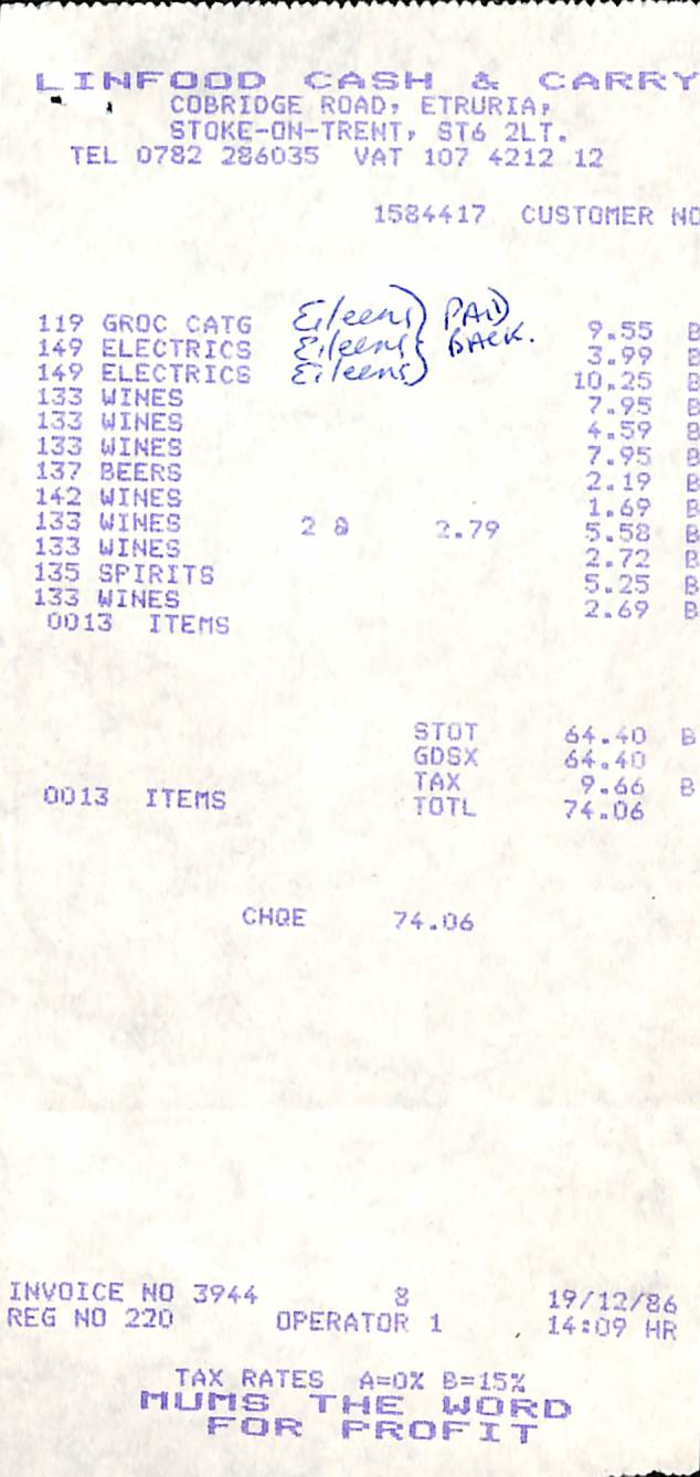 LINFOOD CASH & CARRY
COBRIDGE ROAD, ETRURIA,
STOKE-ON-TRENT, ST6 2LT.
TEL 0782 286035 VAT 107 4212 12
1584417 CUSTOMER NO
119 GROC CATG Eileens) PAID 9.55 B
149 ELECTRICS Eileens} BACK. 3.99 B
149 ELECTRICS Eileens) 10.25 B
133 WINES 7.95 B
133 WINES 4.59 B
133 WINES 7.95 B
137 BEERS 2.19 B
142 WINES 1.69 B
133 WINES 2 @ 2.79 5.58 B
133 WINES 2.72 B
135 SPIRITS 5.25 B
133 WINES 2.69 B
0013 ITEMS
STOT 64.40 B
GDSX 64.40
TAX 9.66 B
0013 ITEMS TOTL 74.06
CHQE 74.06
INVOICE NO 3944 8 19/12/86
REG NO 220 OPERATOR 1 14:09 HR
TAX RATES A=0% B=15%
MUMS THE WORD
FOR PROFIT